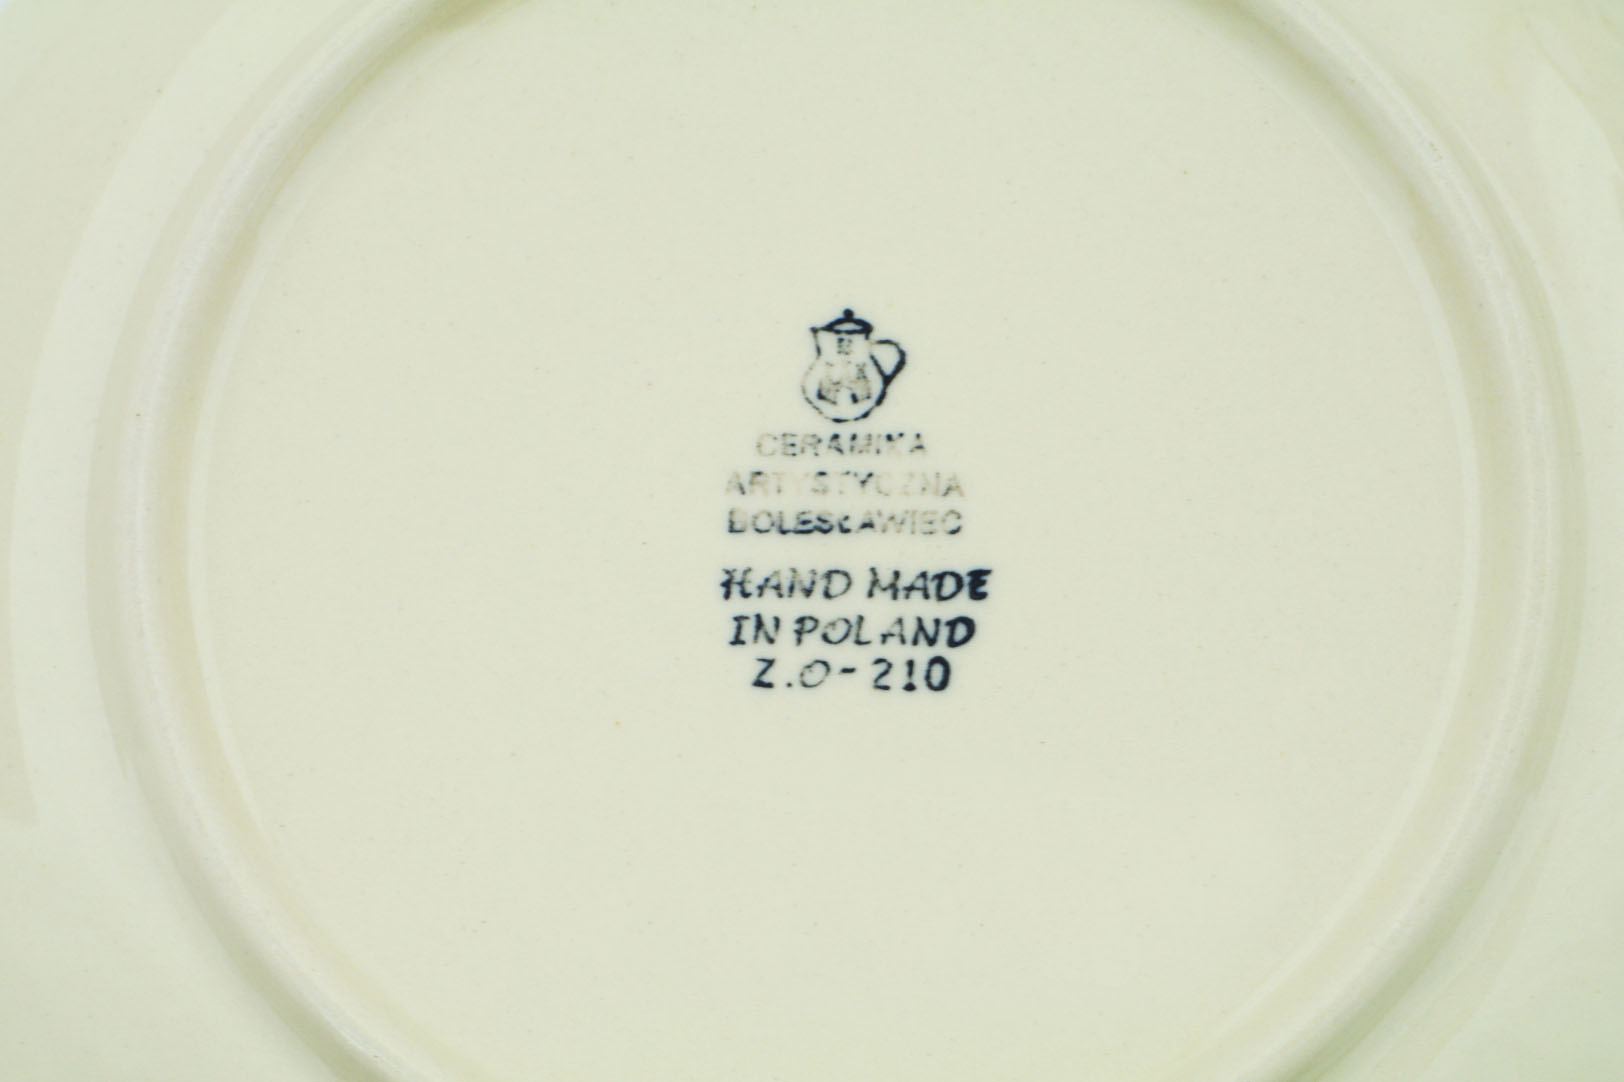 CERAMIKA
ARTYSTYCZNA
BOLESŁAWIEC
HAND MADE
IN POLAND
Z.O-210